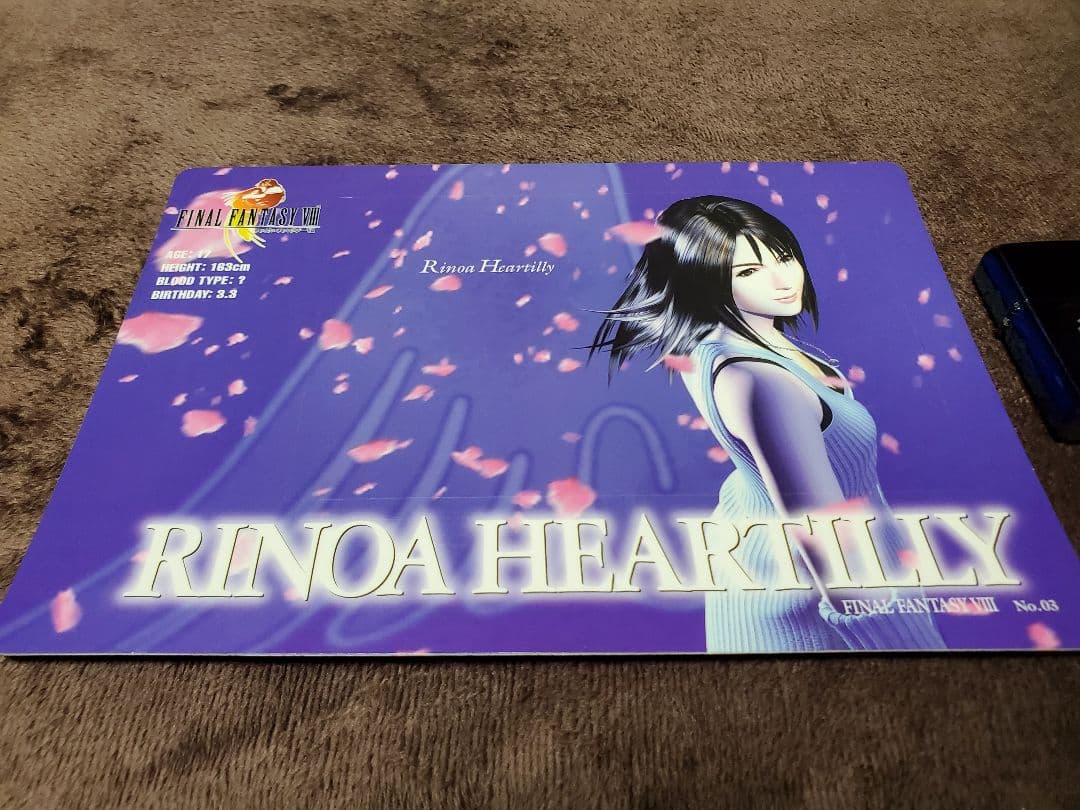 FINAL FANTASY VIII
AGE: 17
HEIGHT: 163cm
BLOOD TYPE: ?
BIRTHDAY: 3.3
Rinoa Heartilly
RINOA HEARTILLY
FINAL FANTASY VIII No.03